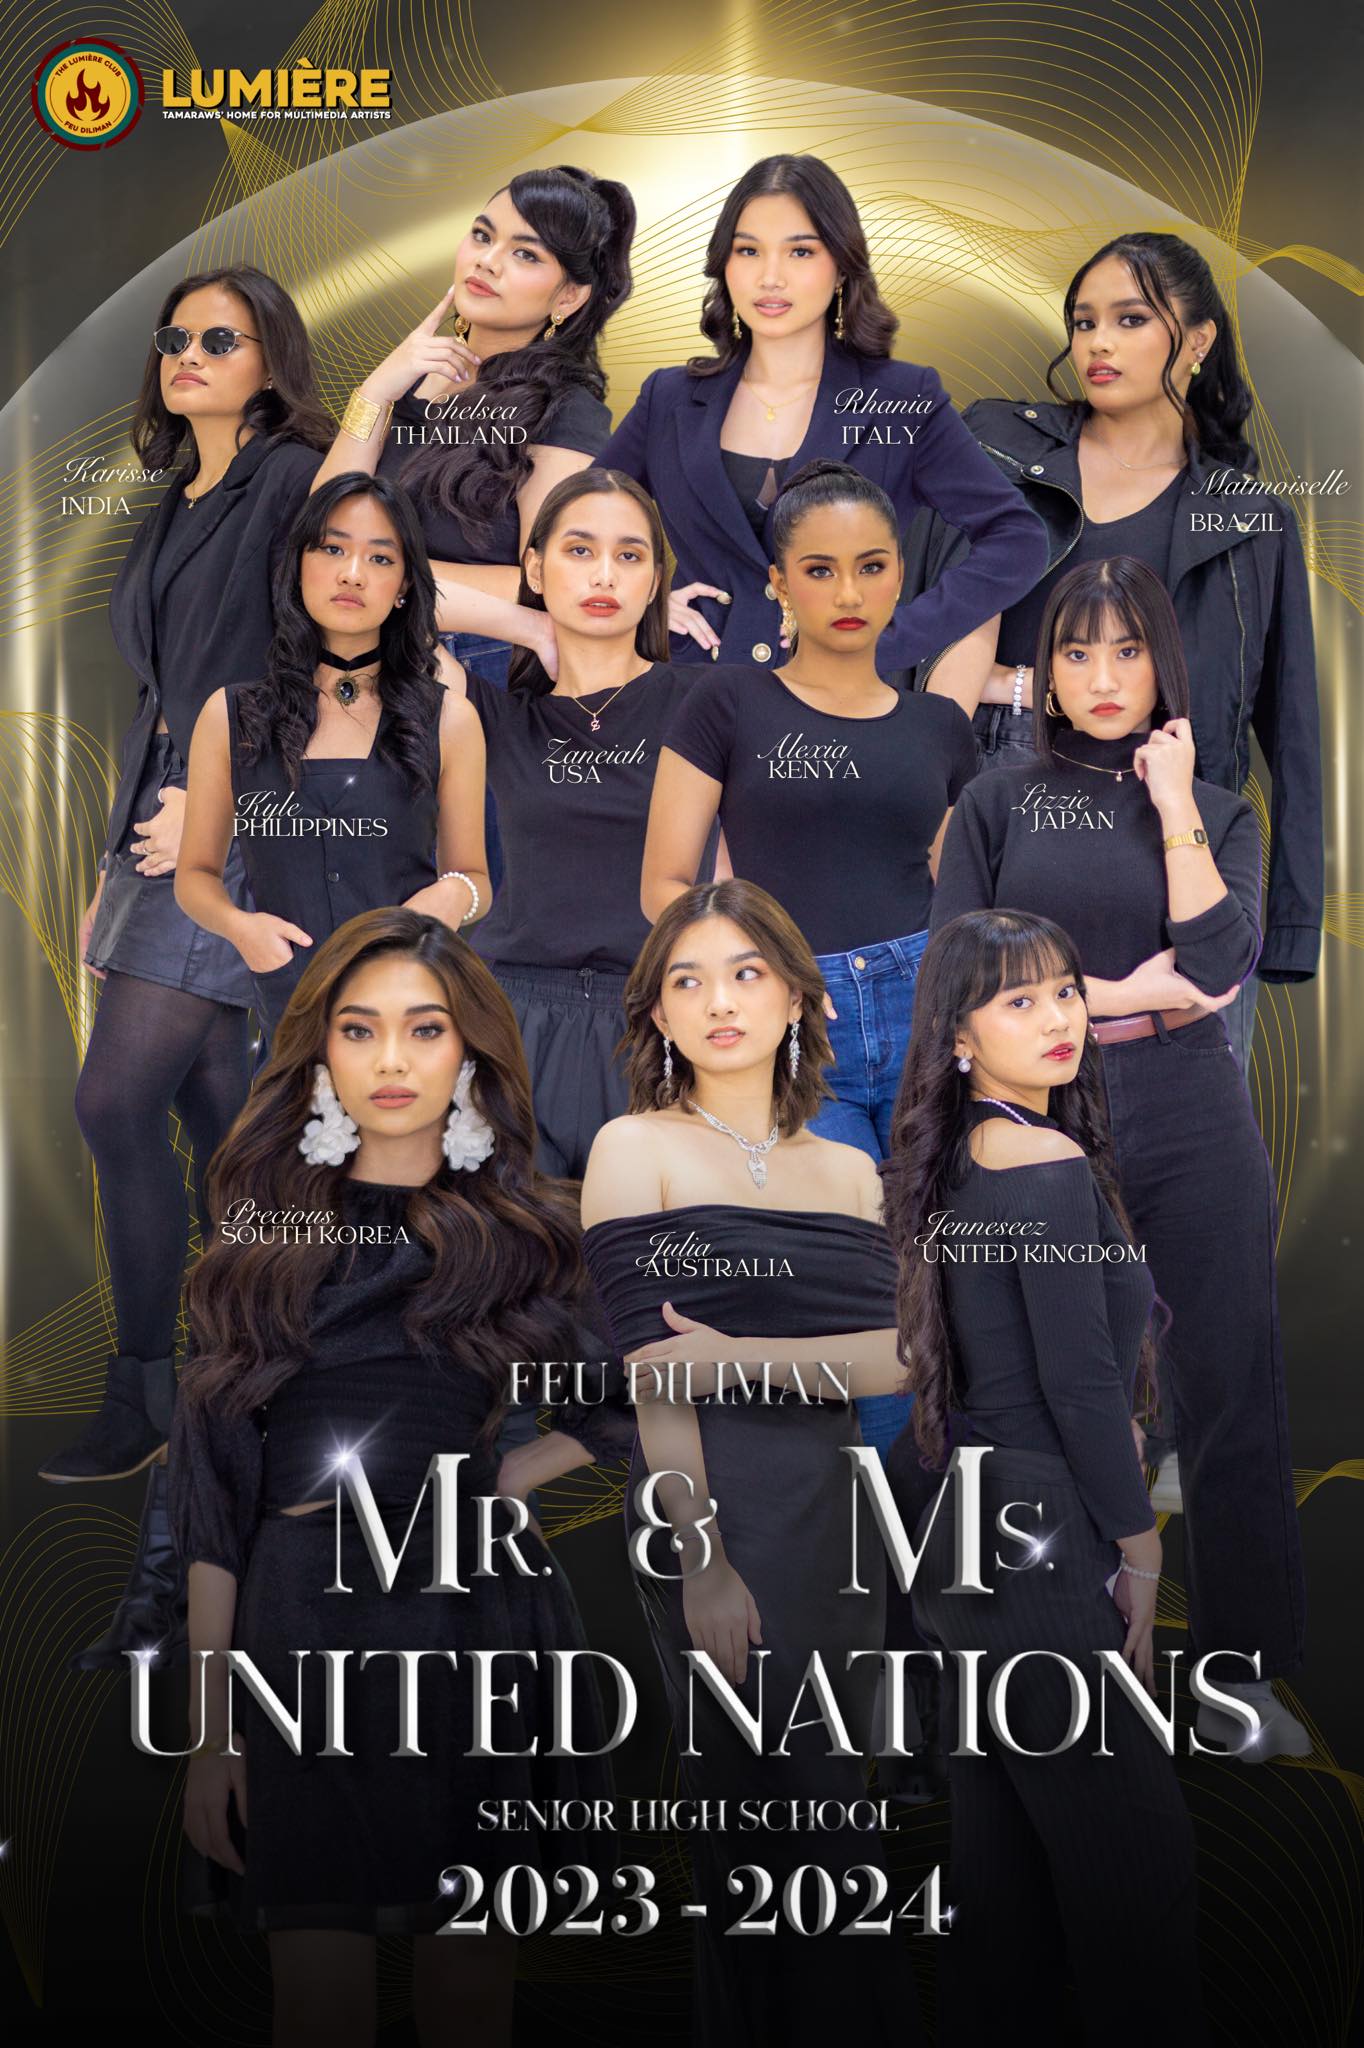 THE LUMIÈRE CLUB
FEU DILIMAN
LUMIÈRE
TAMARAWS' HOME FOR MULTIMEDIA ARTISTS
Chelsea
THAILAND
Rhania
ITALY
Karisse
INDIA
Matmoiselle
BRAZIL
Zaneiah
USA
Alexia
KENYA
Kyle
PHILIPPINES
Lizzie
JAPAN
Precious
SOUTH KOREA
Julia
AUSTRALIA
Jenneseez
UNITED KINGDOM
FEU DILIMAN
MR. & MS.
UNITED NATIONS
SENIOR HIGH SCHOOL
2023 - 2024